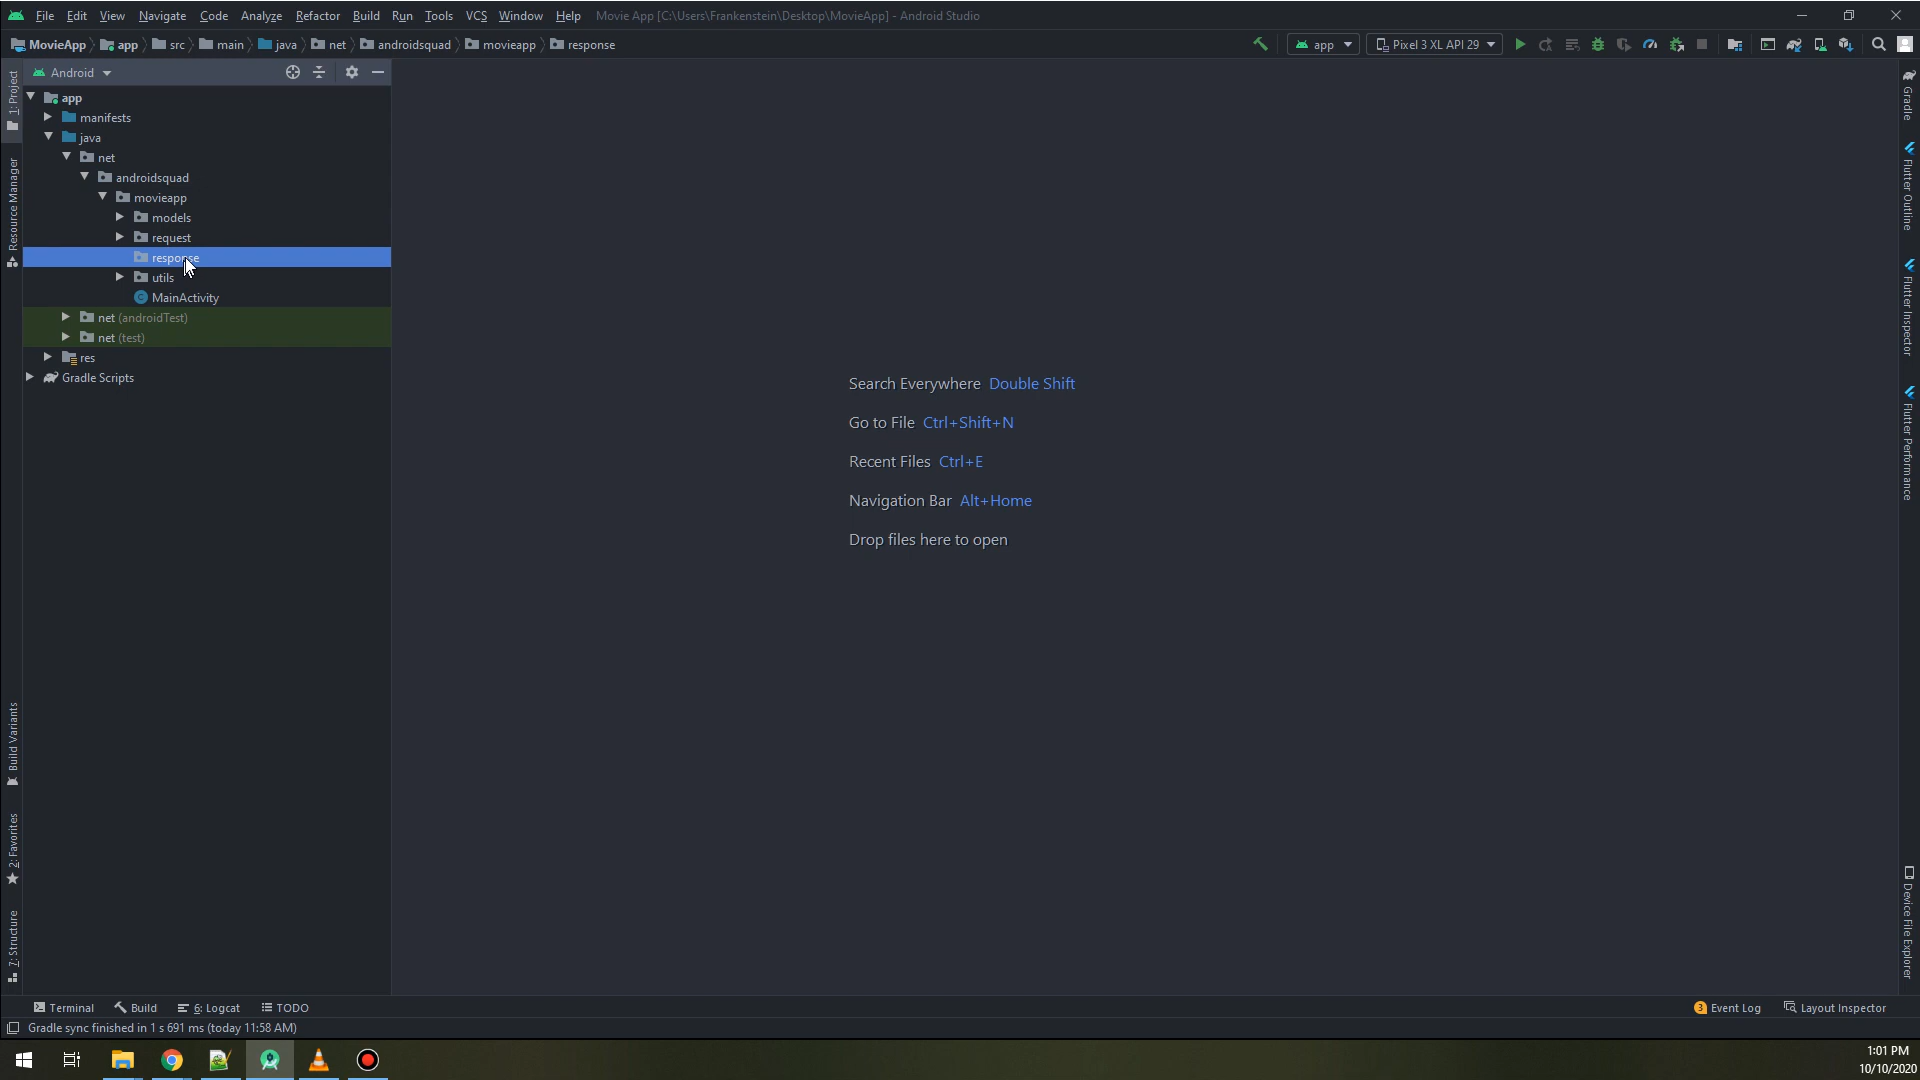 File Edit View Navigate Code Analyze Refactor Build Run Tools VCS Window Help Movie App [C:\Users\Frankenstein\Desktop\MovieApp] - Android Studio
MovieApp app src main java net androidsquad movieapp response app Pixel 3 XL API 29
Android
app
manifests
java
net
androidsquad
movieapp
models
request
response
utils
MainActivity
net (androidTest)
net (test)
res
Gradle Scripts
1: Project
Resource Manager
Build Variants
2: Favorites
7: Structure
Search Everywhere Double Shift
Go to File Ctrl+Shift+N
Recent Files Ctrl+E
Navigation Bar Alt+Home
Drop files here to open
Gradle
Flutter Outline
Flutter Inspector
Flutter Performance
Device File Explorer
Terminal Build 6: Logcat TODO 3 Event Log Layout Inspector
Gradle sync finished in 1 s 691 ms (today 11:58 AM)
1:01 PM
10/10/2020